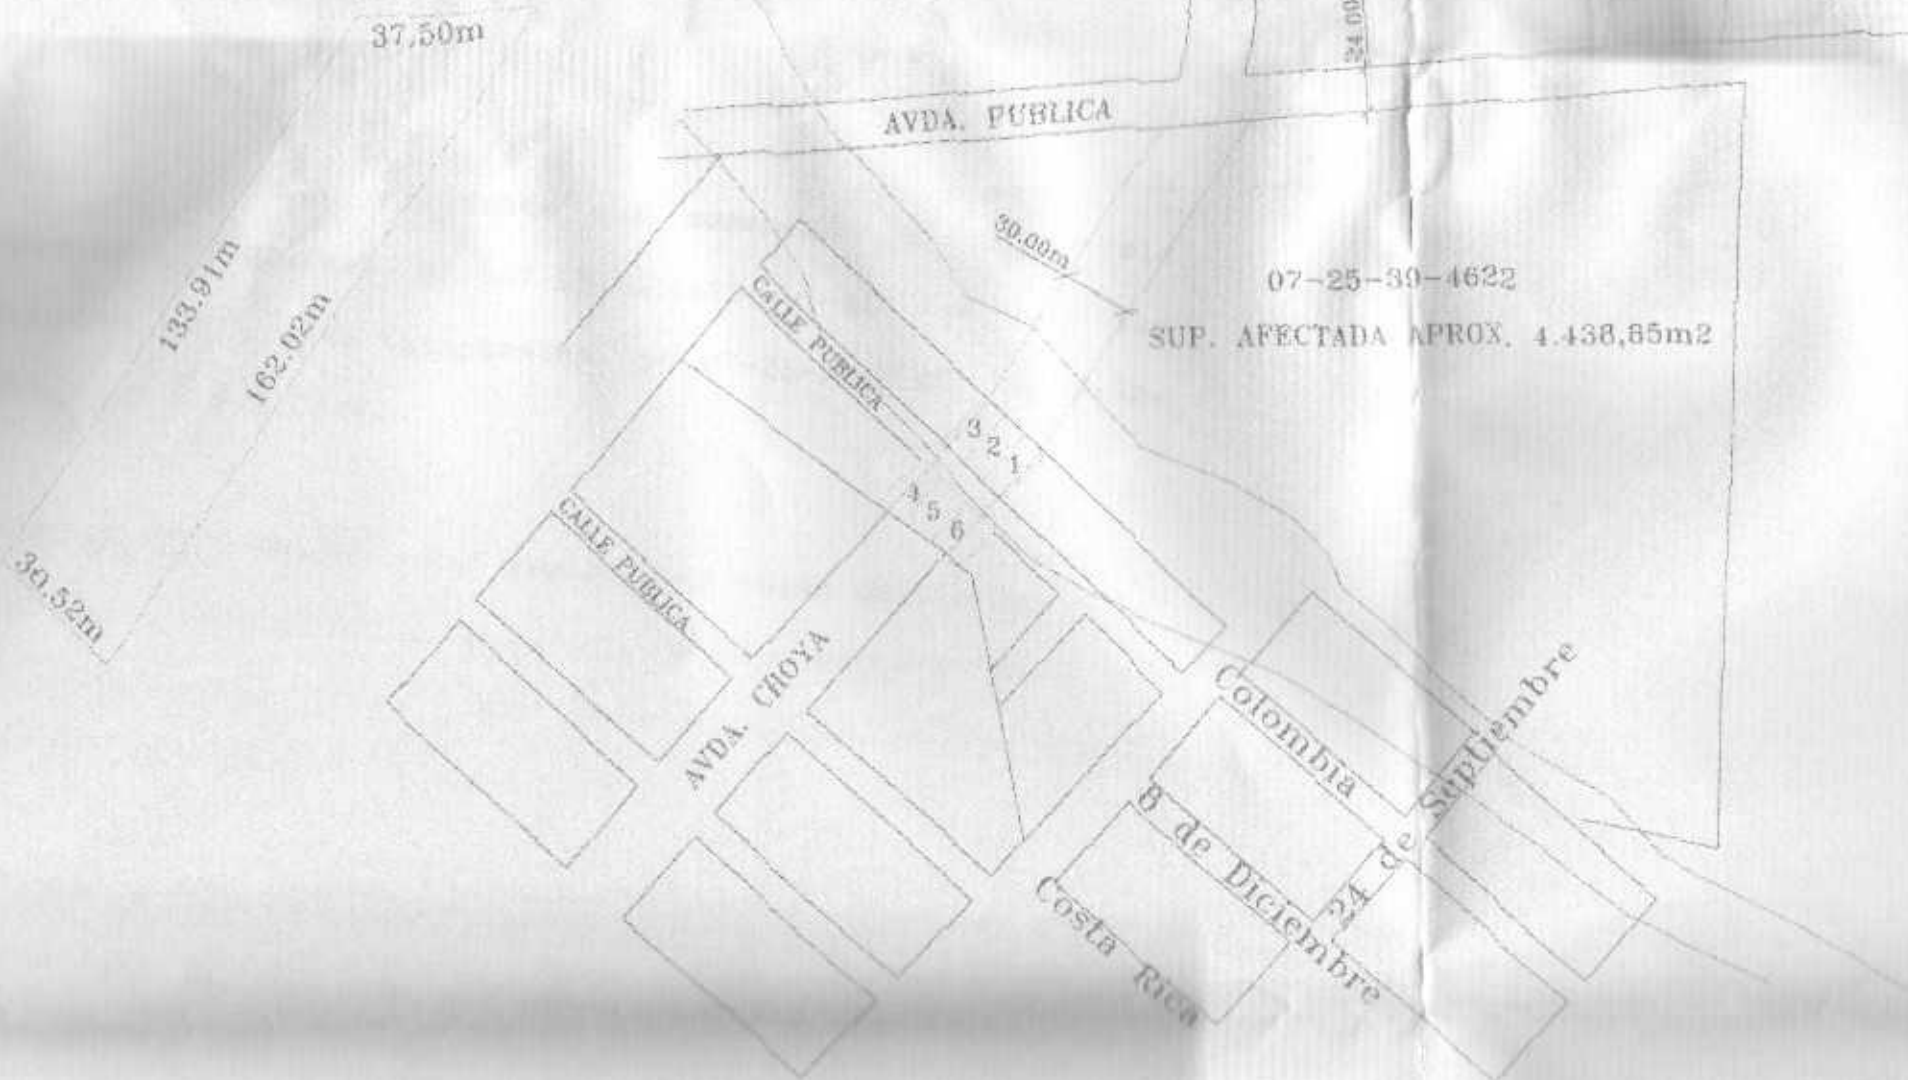 37,50m
24.00
AVDA. PUBLICA
133.91m
162.02m
30.52m
30.00m
07-25-39-4622
SUP. AFECTADA APROX. 4.438,85m2
CALLE PUBLICA
3 2 1
4 5 6
CALLE PUBLICA
AVDA. CHOYA
Colombia
24 de Septiembre
8 de Diciembre
Costa Rica